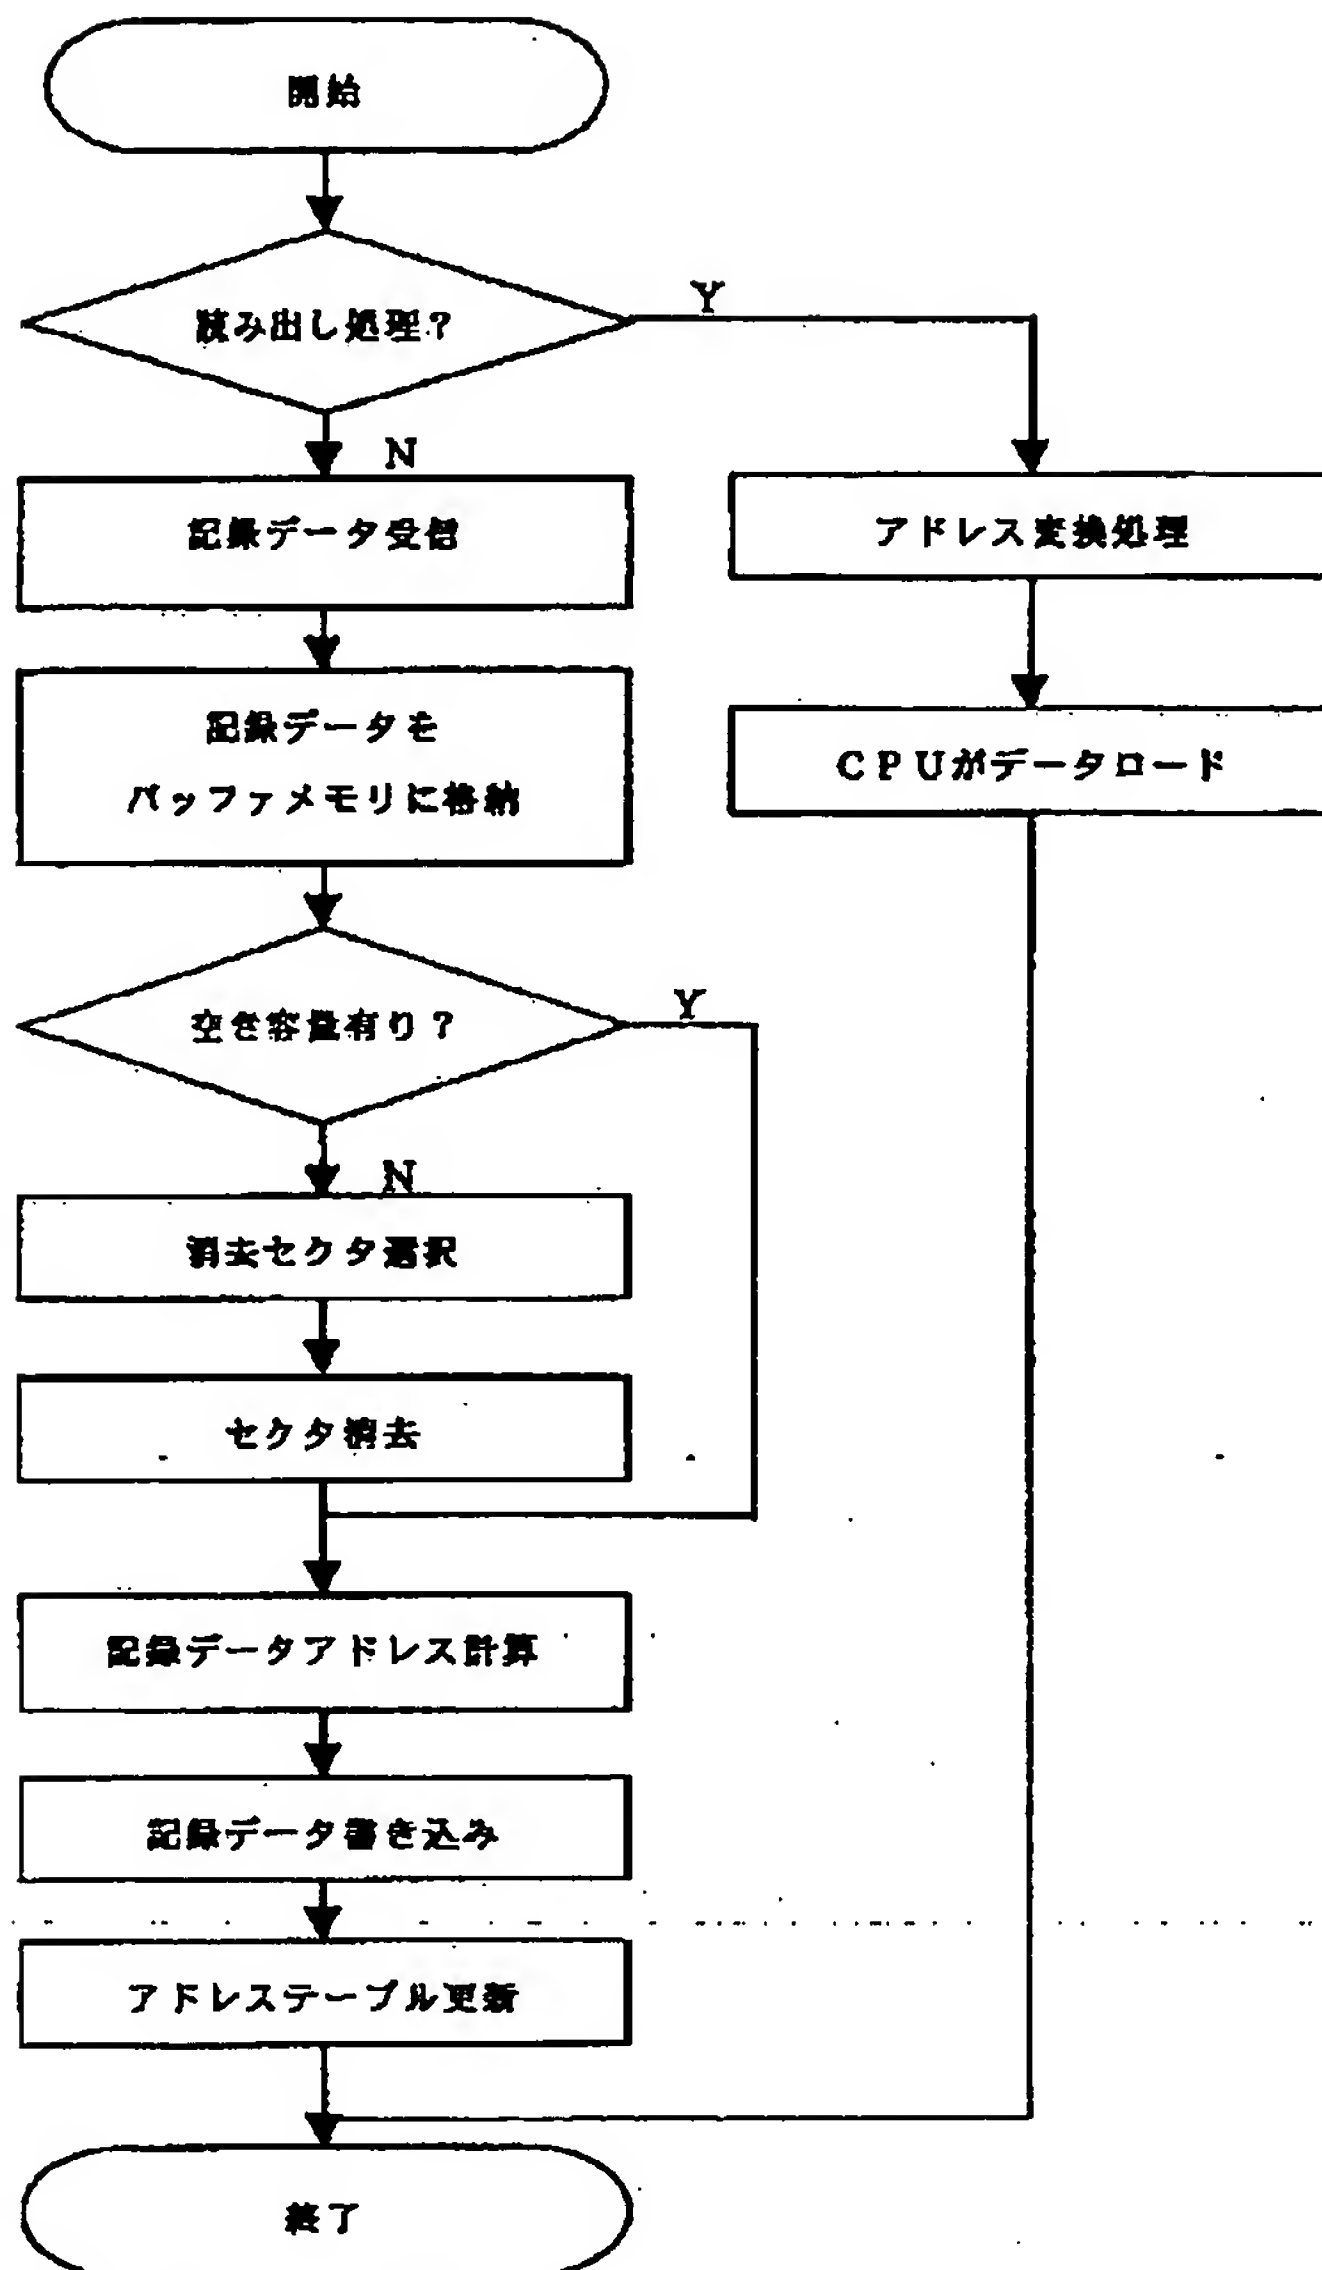 開始
読み出し処理？
Y
N
記録データ受信
アドレス変換処理
記録データを
バッファメモリに格納
CPUがデータロード
空き容量有り？
Y
N
消去セクタ選択
セクタ消去
記録データアドレス計算
記録データ書き込み
アドレステーブル更新
終了